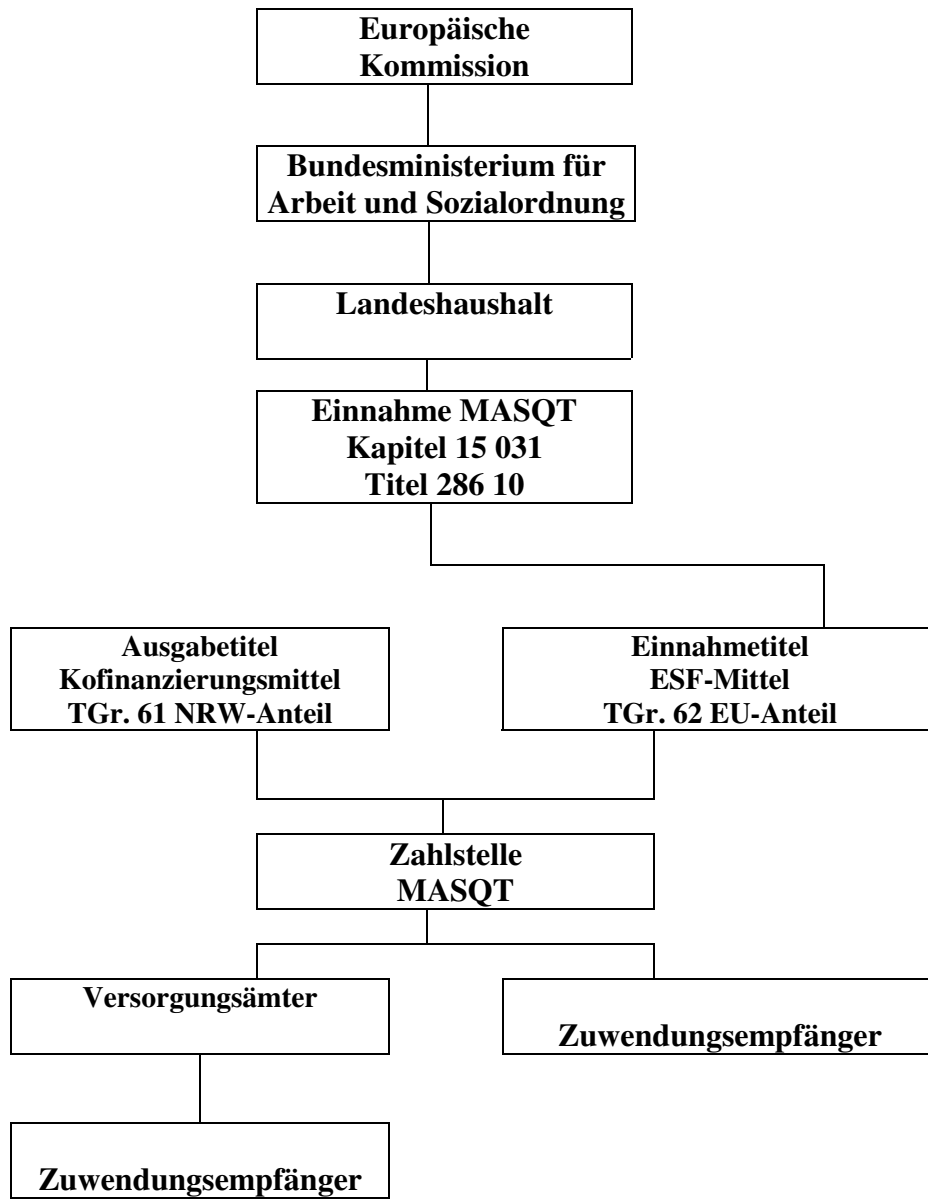 Europäische
Kommission
Bundesministerium für
Arbeit und Sozialordnung
Landeshaushalt
Einnahme MASQT
Kapitel 15 031
Titel 286 10
Ausgabetitel
Kofinanzierungsmittel
TGr. 61 NRW-Anteil
Einnahmetitel
ESF-Mittel
TGr. 62 EU-Anteil
Zahlstelle
MASQT
Versorgungsämter
Zuwendungsempfänger
Zuwendungsempfänger